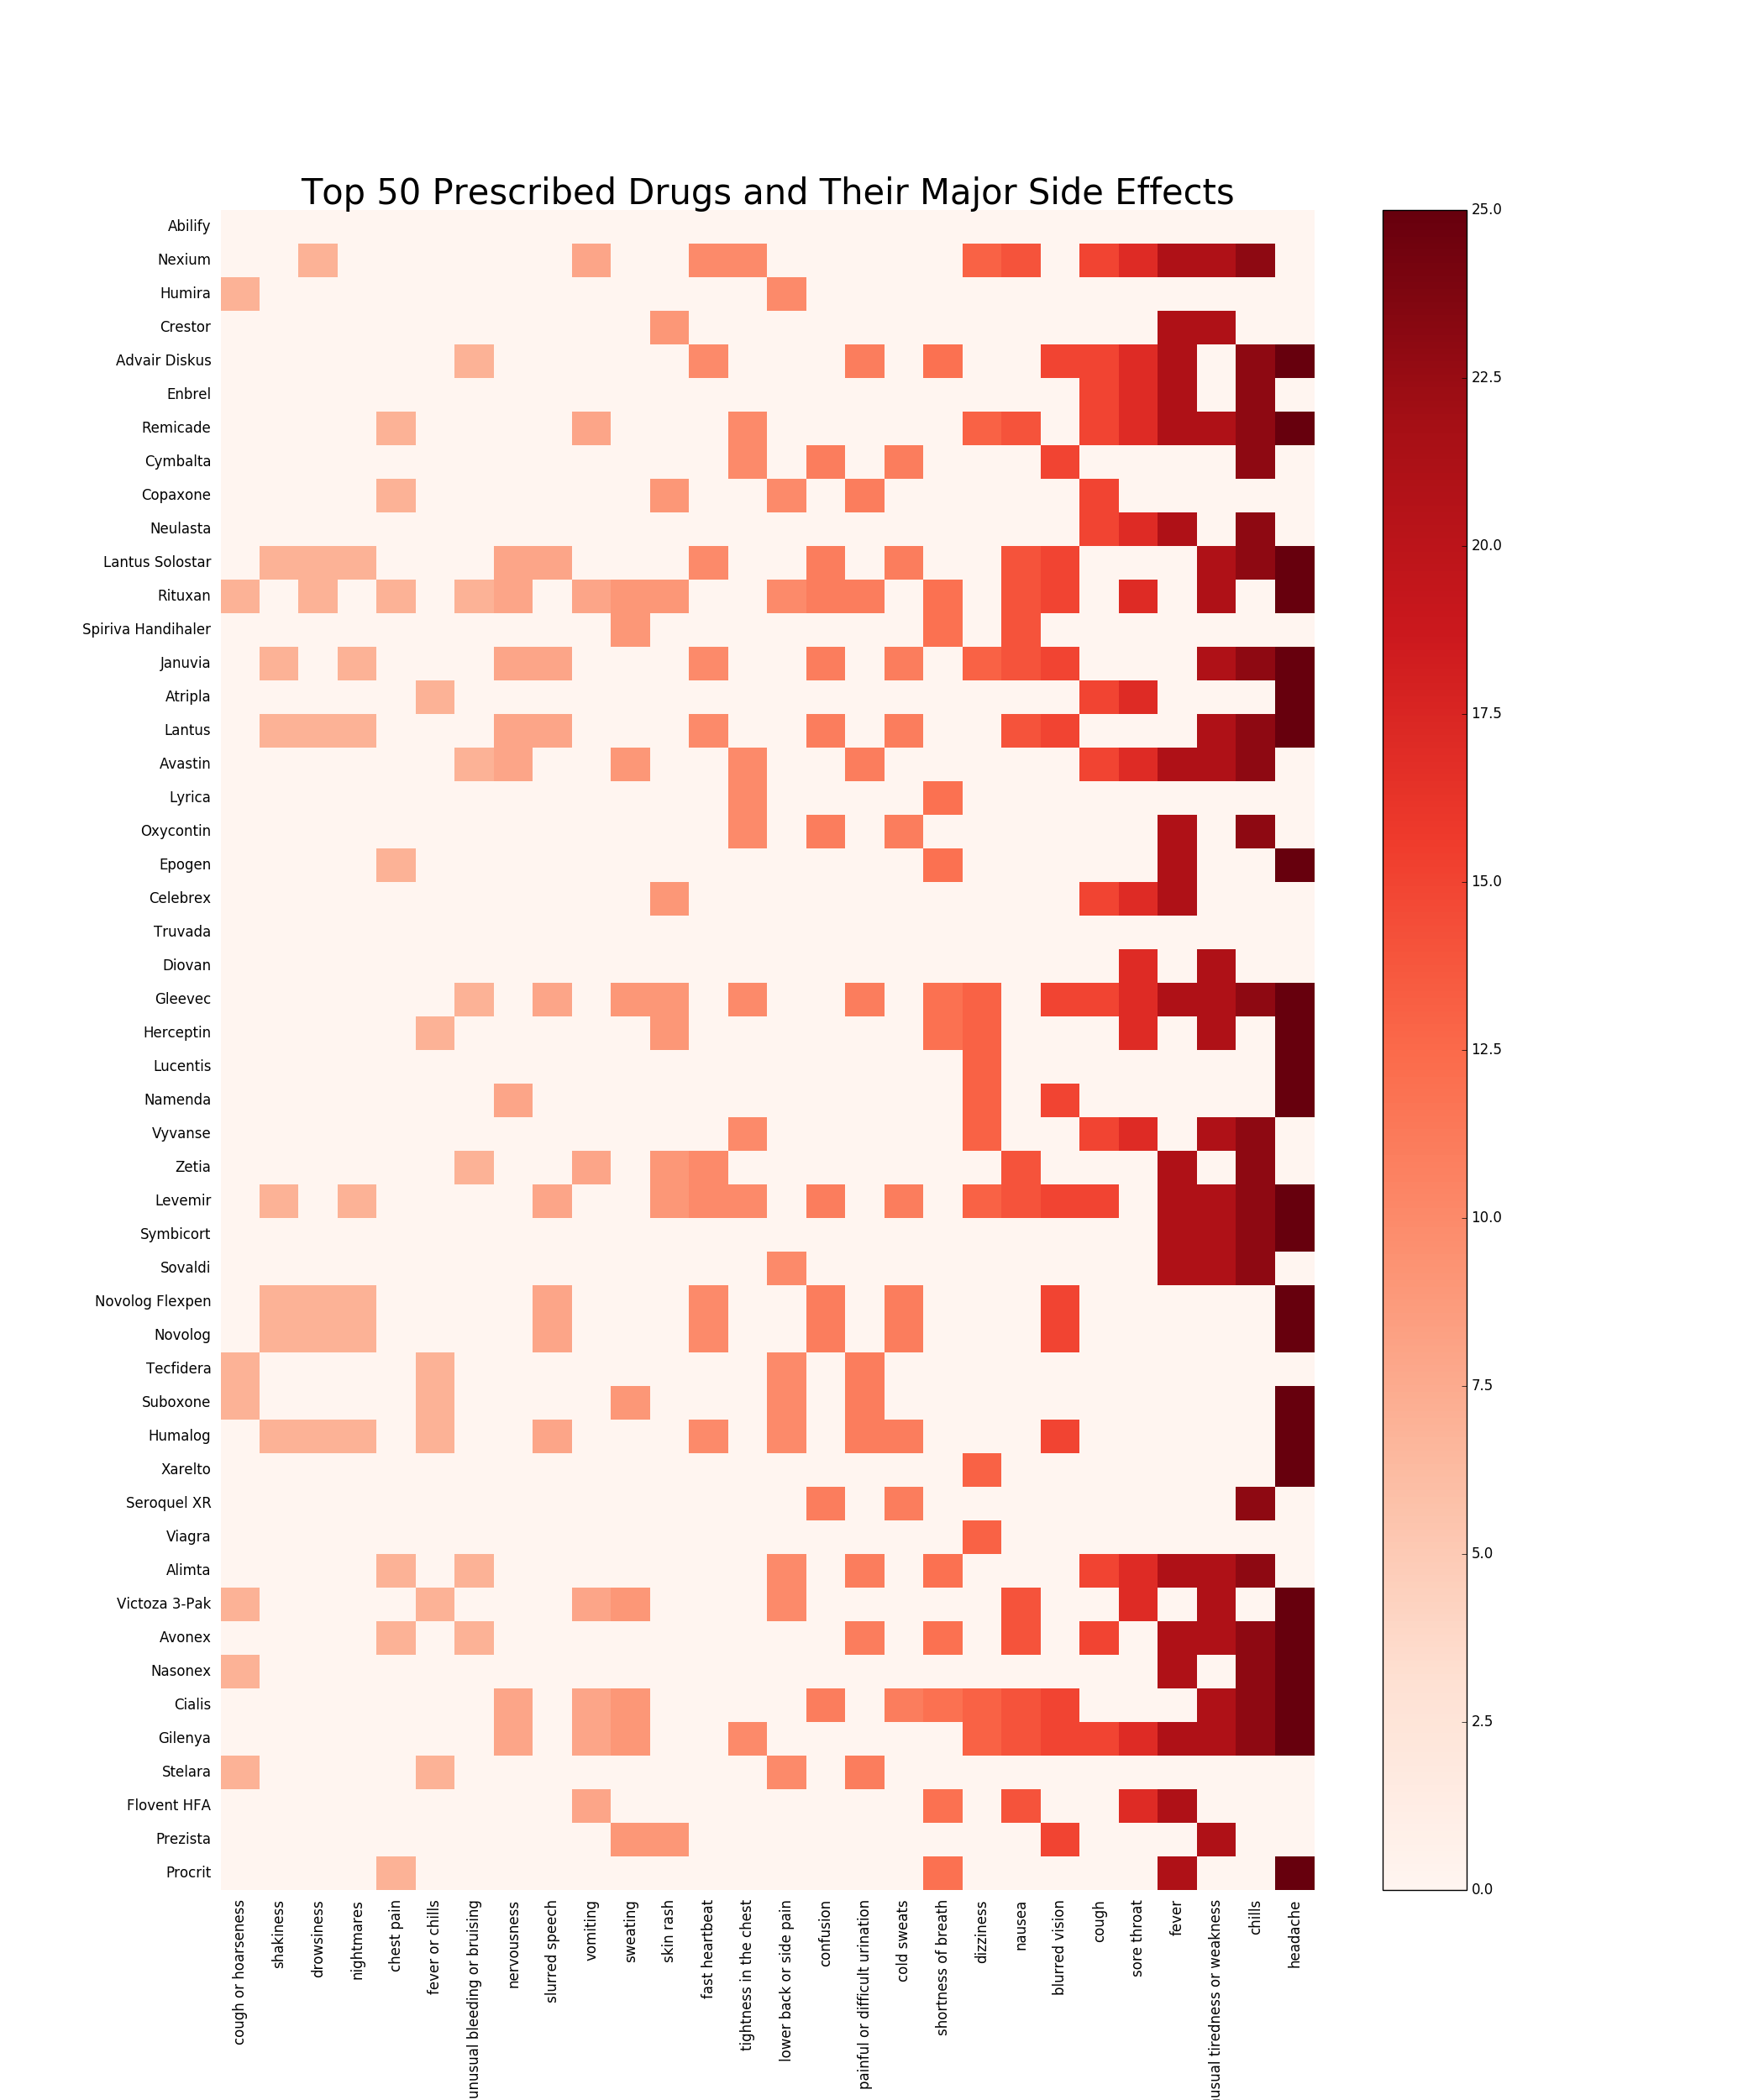 Top 50 Prescribed Drugs and Their Major Side Effects
Abilify
Nexium
Humira
Crestor
Advair Diskus
Enbrel
Remicade
Cymbalta
Copaxone
Neulasta
Lantus Solostar
Rituxan
Spiriva Handihaler
Januvia
Atripla
Lantus
Avastin
Lyrica
Oxycontin
Epogen
Celebrex
Truvada
Diovan
Gleevec
Herceptin
Lucentis
Namenda
Vyvanse
Zetia
Levemir
Symbicort
Sovaldi
Novolog Flexpen
Novolog
Tecfidera
Suboxone
Humalog
Xarelto
Seroquel XR
Viagra
Alimta
Victoza 3-Pak
Avonex
Nasonex
Cialis
Gilenya
Stelara
Flovent HFA
Prezista
Procrit
cough or hoarseness
shakiness
drowsiness
nightmares
chest pain
fever or chills
unusual bleeding or bruising
nervousness
slurred speech
vomiting
sweating
skin rash
fast heartbeat
tightness in the chest
lower back or side pain
confusion
painful or difficult urination
cold sweats
shortness of breath
dizziness
nausea
blurred vision
cough
sore throat
fever
usual tiredness or weakness
chills
headache
25.0
22.5
20.0
17.5
15.0
12.5
10.0
7.5
5.0
2.5
0.0